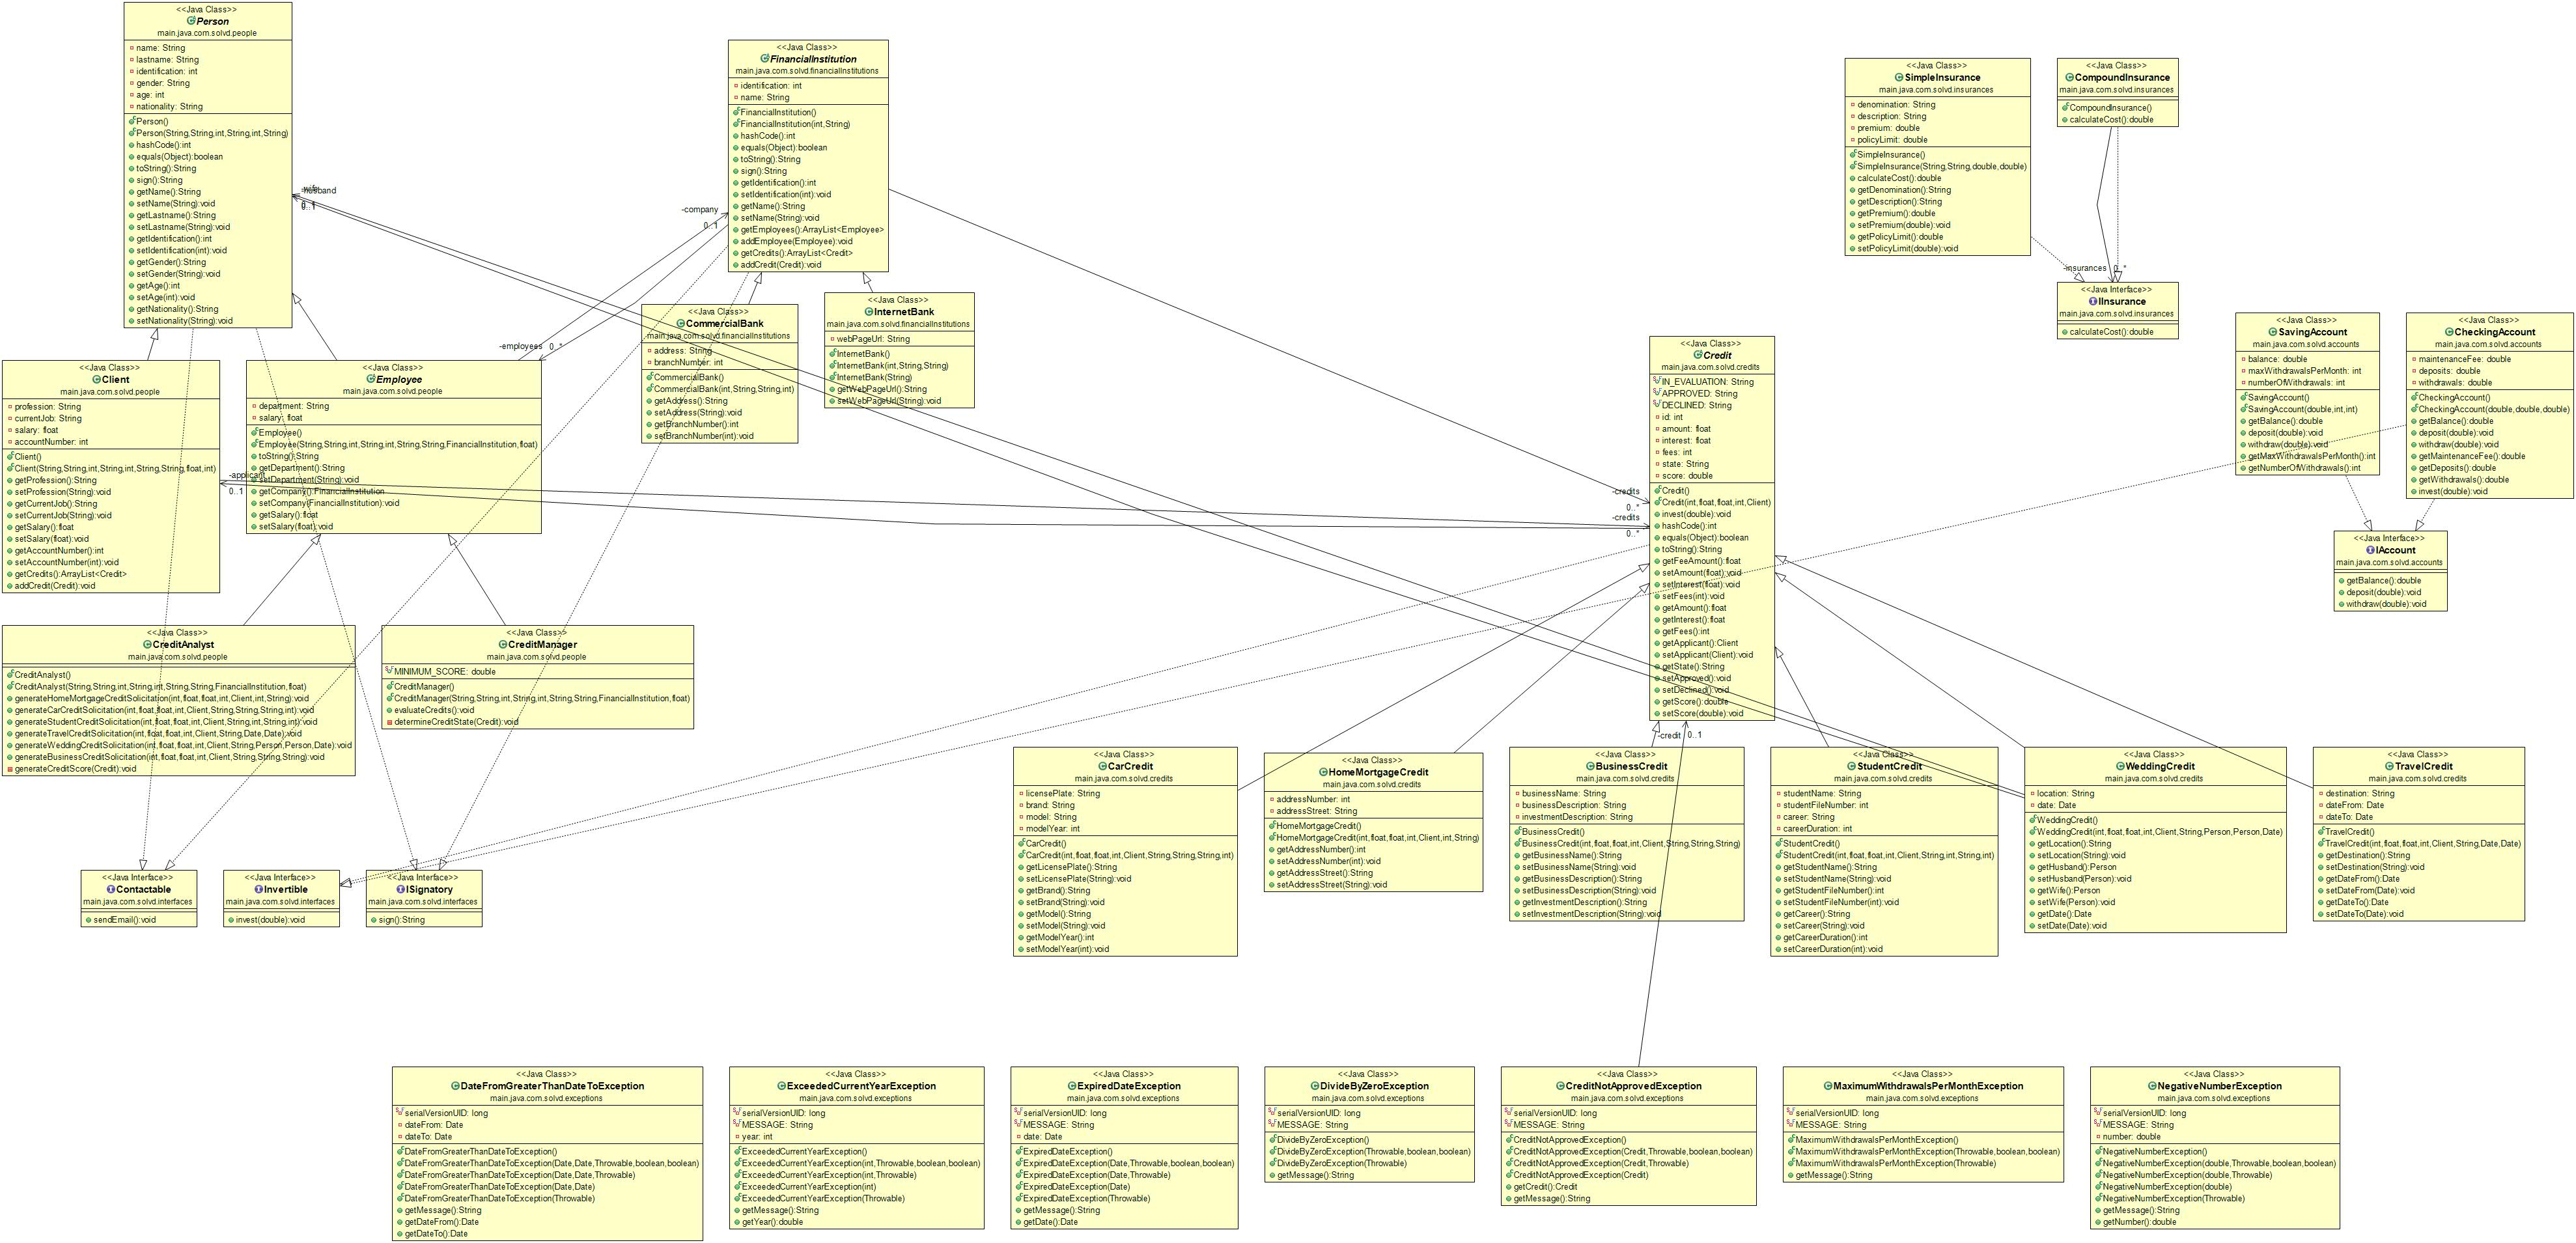 <<Java Class>>
Person
main.java.com.solvd.people
name: String
lastname: String
identification: int
gender: String
age: int
nationality: String
Person()
Person(String,String,int,String,int,String)
hashCode():int
equals(Object):boolean
toString():String
sign():String
getName():String
setName(String):void
getLastname():String
setLastname(String):void
getIdentification():int
setIdentification(int):void
getGender():String
setGender(String):void
getAge():int
setAge(int):void
getNationality():String
setNationality(String):void
-husband
0..1
<<Java Class>>
FinancialInstitution
main.java.com.solvd.financialInstitutions
identification: int
name: String
FinancialInstitution()
FinancialInstitution(int,String)
hashCode():int
equals(Object):boolean
toString():String
sign():String
getIdentification():int
setIdentification(int):void
getName():String
setName(String):void
getEmployees():ArrayList<Employee>
addEmployee(Employee):void
getCredits():ArrayList<Credit>
addCredit(Credit):void
-company
0..1
<<Java Class>>
SimpleInsurance
main.java.com.solvd.insurances
denomination: String
description: String
premium: double
policyLimit: double
SimpleInsurance()
SimpleInsurance(String,String,double,double)
calculateCost():double
getDenomination():String
getDescription():String
getPremium():double
setPremium(double):void
getPolicyLimit():double
setPolicyLimit(double):void
<<Java Class>>
CompoundInsurance
main.java.com.solvd.insurances
CompoundInsurance()
calculateCost():double
-insurances
0..*
<<Java Interface>>
IInsurance
main.java.com.solvd.insurances
calculateCost():double
<<Java Class>>
CommercialBank
main.java.com.solvd.financialInstitutions
address: String
branchNumber: int
CommercialBank()
CommercialBank(int,String,String,int)
getAddress():String
setAddress(String):void
getBranchNumber():int
setBranchNumber(int):void
<<Java Class>>
InternetBank
main.java.com.solvd.financialInstitutions
webPageUrl: String
InternetBank()
InternetBank(int,String,String)
InternetBank(String)
getWebPageUrl():String
setWebPageUrl(String):void
<<Java Class>>
SavingAccount
main.java.com.solvd.accounts
balance: double
maxWithdrawalsPerMonth: int
numberOfWithdrawals: int
SavingAccount()
SavingAccount(double,int,int)
getBalance():double
deposit(double):void
withdraw(double):void
getMaxWithdrawalsPerMonth():int
getNumberOfWithdrawals():int
<<Java Class>>
CheckingAccount
main.java.com.solvd.accounts
maintenanceFee: double
deposits: double
withdrawals: double
CheckingAccount()
CheckingAccount(double,double,double)
getBalance():double
deposit(double):void
withdraw(double):void
getMaintenanceFee():double
getDeposits():double
getWithdrawals():double
invest(double):void
<<Java Interface>>
IAccount
main.java.com.solvd.accounts
getBalance():double
deposit(double):void
withdraw(double):void
<<Java Class>>
Client
main.java.com.solvd.people
profession: String
currentJob: String
salary: float
accountNumber: int
Client()
Client(String,String,int,String,int,String,String,String,float,int)
getProfession():String
setProfession(String):void
getCurrentJob():String
setCurrentJob(String):void
getSalary():float
setSalary(float):void
getAccountNumber():int
setAccountNumber(int):void
getCredits():ArrayList<Credit>
addCredit(Credit):void
-applicant
0..1
-employees
0..*
<<Java Class>>
Employee
main.java.com.solvd.people
department: String
salary: float
Employee()
Employee(String,String,int,String,int,String,String,FinancialInstitution,float)
toString():String
getDepartment():String
setDepartment(String):void
getCompany():FinancialInstitution
setCompany(FinancialInstitution):void
getSalary():float
setSalary(float):void
<<Java Class>>
Credit
main.java.com.solvd.credits
IN_EVALUATION: String
APPROVED: String
DECLINED: String
id: int
amount: float
interest: float
fees: int
state: String
score: double
Credit()
Credit(int,float,float,int,Client)
invest(double):void
hashCode():int
equals(Object):boolean
toString():String
getFeeAmount():float
setAmount(float):void
setInterest(float):void
setFees(int):void
getAmount():float
getInterest():float
getFees():int
getApplicant():Client
setApplicant(Client):void
getState():String
setApproved():void
setDeclined():void
getScore():double
setScore(double):void
-credits
0..*
-credits
0..*
-credit
0..1
<<Java Class>>
CreditAnalyst
main.java.com.solvd.people
CreditAnalyst()
CreditAnalyst(String,String,int,String,int,String,String,FinancialInstitution,float)
generateHomeMortgageCreditSolicitation(int,float,float,int,Client,int,String):void
generateCarCreditSolicitation(int,float,float,int,Client,String,String,String,int):void
generateStudentCreditSolicitation(int,float,float,int,Client,String,int,String,int):void
generateTravelCreditSolicitation(int,float,float,int,Client,String,Date,Date):void
generateWeddingCreditSolicitation(int,float,float,int,Client,String,Person,Person,Date):void
generateBusinessCreditSolicitation(int,float,float,int,Client,String,String,String):void
generateCreditScore(Credit):void
<<Java Class>>
CreditManager
main.java.com.solvd.people
MINIMUM_SCORE: double
CreditManager()
CreditManager(String,String,int,String,int,String,String,FinancialInstitution,float)
evaluateCredits():void
determineCreditState(Credit):void
<<Java Interface>>
Contactable
main.java.com.solvd.interfaces
sendEmail():void
<<Java Interface>>
Invertible
main.java.com.solvd.interfaces
invest(double):void
<<Java Interface>>
ISignatory
main.java.com.solvd.interfaces
sign():String
<<Java Class>>
CarCredit
main.java.com.solvd.credits
licensePlate: String
brand: String
model: String
modelYear: int
CarCredit()
CarCredit(int,float,float,int,Client,String,String,String,int)
getLicensePlate():String
setLicensePlate(String):void
getBrand():String
setBrand(String):void
getModel():String
setModel(String):void
getModelYear():int
setModelYear(int):void
<<Java Class>>
HomeMortgageCredit
main.java.com.solvd.credits
addressNumber: int
addressStreet: String
HomeMortgageCredit()
HomeMortgageCredit(int,float,float,int,Client,int,String)
getAddressNumber():int
setAddressNumber(int):void
getAddressStreet():String
setAddressStreet(String):void
<<Java Class>>
BusinessCredit
main.java.com.solvd.credits
businessName: String
businessDescription: String
investmentDescription: String
BusinessCredit()
BusinessCredit(int,float,float,int,Client,String,String,String)
getBusinessName():String
setBusinessName(String):void
getBusinessDescription():String
setBusinessDescription(String):void
getInvestmentDescription():String
setInvestmentDescription(String):void
<<Java Class>>
StudentCredit
main.java.com.solvd.credits
studentName: String
studentFileNumber: int
career: String
careerDuration: int
StudentCredit()
StudentCredit(int,float,float,int,Client,String,int,String,int)
getStudentName():String
setStudentName(String):void
getStudentFileNumber():int
setStudentFileNumber(int):void
getCareer():String
setCareer(String):void
getCareerDuration():int
setCareerDuration(int):void
<<Java Class>>
WeddingCredit
main.java.com.solvd.credits
location: String
date: Date
WeddingCredit()
WeddingCredit(int,float,float,int,Client,String,Person,Person,Date)
getLocation():String
setLocation(String):void
getHusband():Person
setHusband(Person):void
getWife():Person
setWife(Person):void
getDate():Date
setDate(Date):void
<<Java Class>>
TravelCredit
main.java.com.solvd.credits
destination: String
dateFrom: Date
dateTo: Date
TravelCredit()
TravelCredit(int,float,float,int,Client,String,Date,Date)
getDestination():String
setDestination(String):void
getDateFrom():Date
setDateFrom(Date):void
getDateTo():Date
setDateTo(Date):void
<<Java Class>>
DateFromGreaterThanDateToException
main.java.com.solvd.exceptions
serialVersionUID: long
dateFrom: Date
dateTo: Date
DateFromGreaterThanDateToException()
DateFromGreaterThanDateToException(Date,Date,Throwable,boolean,boolean)
DateFromGreaterThanDateToException(Date,Date,Throwable)
DateFromGreaterThanDateToException(Date,Date)
DateFromGreaterThanDateToException(Throwable)
getMessage():String
getDateFrom():Date
getDateTo():Date
<<Java Class>>
ExceededCurrentYearException
main.java.com.solvd.exceptions
serialVersionUID: long
MESSAGE: String
year: int
ExceededCurrentYearException()
ExceededCurrentYearException(int,Throwable,boolean,boolean)
ExceededCurrentYearException(int,Throwable)
ExceededCurrentYearException(int)
ExceededCurrentYearException(Throwable)
getMessage():String
getYear():double
<<Java Class>>
ExpiredDateException
main.java.com.solvd.exceptions
serialVersionUID: long
MESSAGE: String
date: Date
ExpiredDateException()
ExpiredDateException(Date,Throwable,boolean,boolean)
ExpiredDateException(Date,Throwable)
ExpiredDateException(Date)
ExpiredDateException(Throwable)
getMessage():String
getDate():Date
<<Java Class>>
DivideByZeroException
main.java.com.solvd.exceptions
serialVersionUID: long
MESSAGE: String
DivideByZeroException()
DivideByZeroException(Throwable,boolean,boolean)
DivideByZeroException(Throwable)
getMessage():String
<<Java Class>>
CreditNotApprovedException
main.java.com.solvd.exceptions
serialVersionUID: long
MESSAGE: String
CreditNotApprovedException()
CreditNotApprovedException(Credit,Throwable,boolean,boolean)
CreditNotApprovedException(Credit,Throwable)
CreditNotApprovedException(Credit)
getCredit():Credit
getMessage():String
<<Java Class>>
MaximumWithdrawalsPerMonthException
main.java.com.solvd.exceptions
serialVersionUID: long
MESSAGE: String
MaximumWithdrawalsPerMonthException()
MaximumWithdrawalsPerMonthException(Throwable,boolean,boolean)
MaximumWithdrawalsPerMonthException(Throwable)
getMessage():String
<<Java Class>>
NegativeNumberException
main.java.com.solvd.exceptions
serialVersionUID: long
MESSAGE: String
number: double
NegativeNumberException()
NegativeNumberException(double,Throwable,boolean,boolean)
NegativeNumberException(double,Throwable)
NegativeNumberException(double)
NegativeNumberException(Throwable)
getMessage():String
getNumber():double